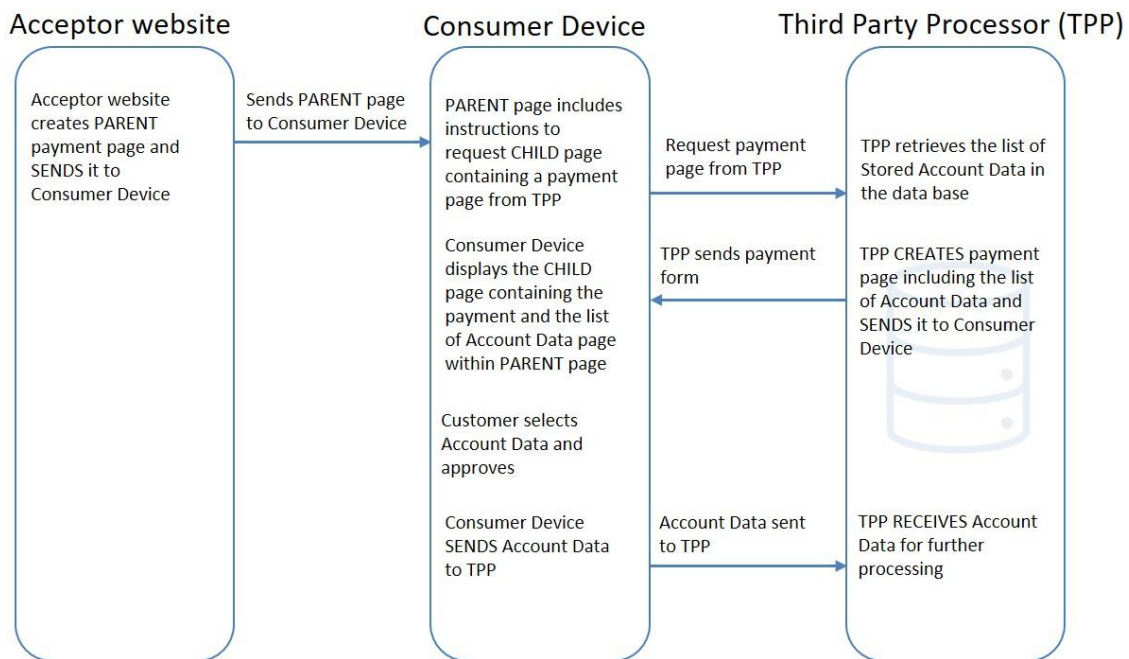 Acceptor website
Consumer Device
Third Party Processor (TPP)
Acceptor website
creates PARENT
payment page and
SENDS it to
Consumer Device
Sends PARENT page
to Consumer Device
PARENT page includes
instructions to
request CHILD page
containing a payment
page from TPP
Request payment
page from TPP
TPP retrieves the list of
Stored Account Data in
the data base
Consumer Device
displays the CHILD
page containing the
payment and the list
of Account Data page
within PARENT page
TPP sends payment
form
TPP CREATES payment
page including the list
of Account Data and
SENDS it to Consumer
Device
Customer selects
Account Data and
approves
Consumer Device
SENDS Account Data
to TPP
Account Data sent
to TPP
TPP RECEIVES Account
Data for further
processing